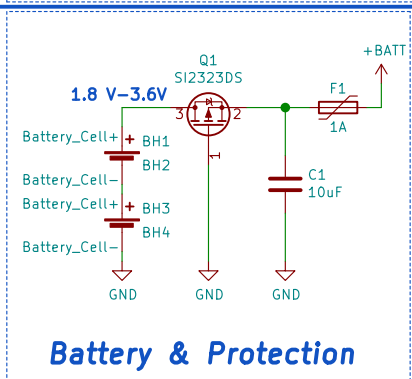 +BATT
Q1
SI2323DS
1.8 V-3.6V
F1
3
2
1A
1
Battery_Cell+
+
BH1
BH2
Battery_Cell-
C1
10uF
Battery_Cell+
+
BH3
BH4
Battery_Cell-
GND
GND
GND
Battery & Protection